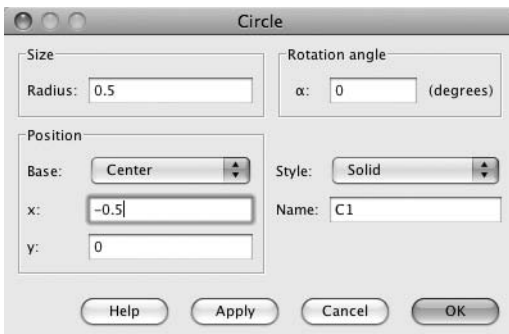 Circle
Size
Radius: 0.5
Rotation angle
α: 0 (degrees)
Position
Base: Center
x: -0.5
y: 0
Style: Solid
Name: C1
Help Apply Cancel OK